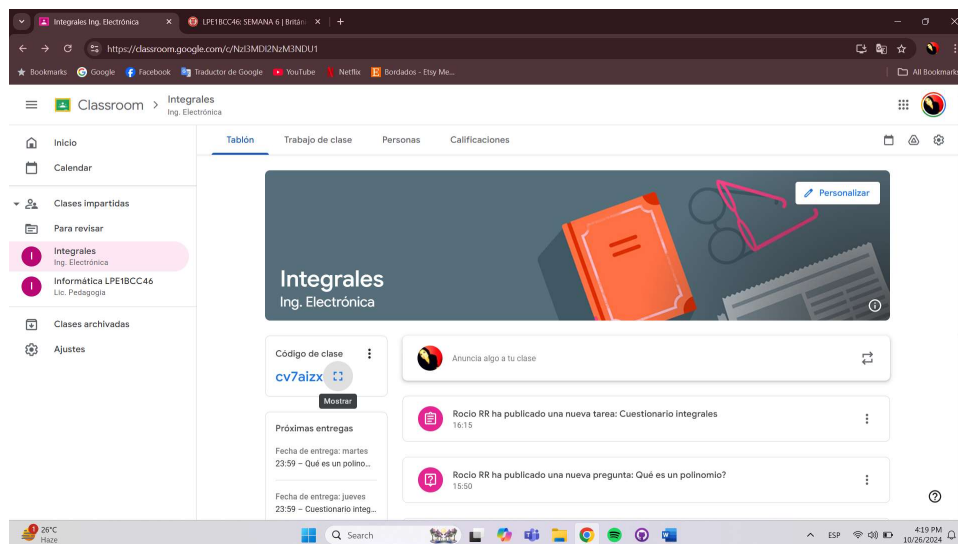 Integrales Ing. Electrónica
LPE1BCC46: SEMANA 6 | Británi
https://classroom.google.com/c/NzI3MDI2NzM3NDU1
Bookmarks Google Facebook Traductor de Google YouTube Netflix Bordados - Etsy Me... All Bookmarks
Classroom > Integrales
Ing. Electrónica
Inicio
Calendar
Clases impartidas
Para revisar
Integrales
Ing. Electrónica
Informática LPE1BCC46
Lic. Pedagogía
Clases archivadas
Ajustes
Tablón Trabajo de clase Personas Calificaciones
Personalizar
Integrales
Ing. Electrónica
Código de clase
cv7aizx
Mostrar
Próximas entregas
Fecha de entrega: martes
23:59 – Qué es un polino...
Fecha de entrega: jueves
23:59 – Cuestionario integ...
Anuncia algo a tu clase
Rocio RR ha publicado una nueva tarea: Cuestionario integrales
16:15
Rocio RR ha publicado una nueva pregunta: Qué es un polinomio?
15:50
26°C
Haze
Search
ESP
4:19 PM
10/26/2024